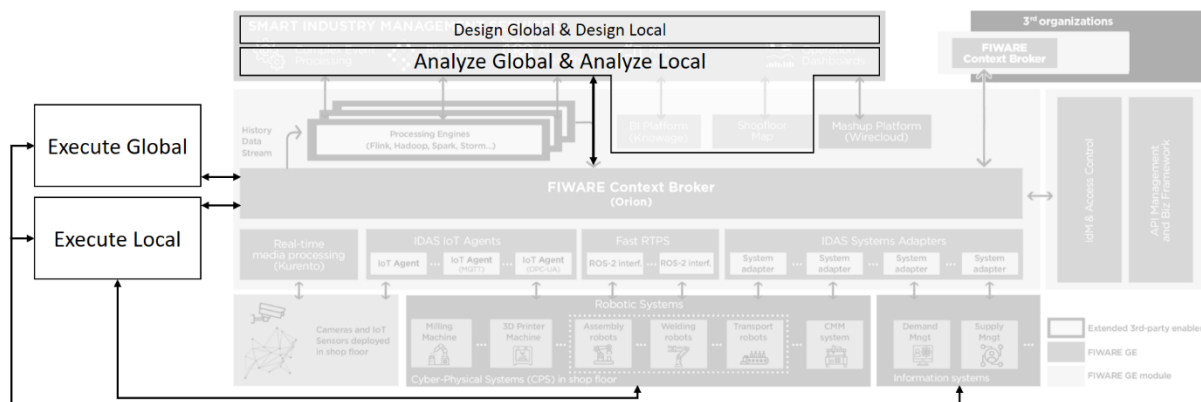 SMART INDUSTRY MANAGEMENT
Design Global & Design Local
3rd organizations
Processing
Dashboards
Analyze Global & Analyze Local
FIWARE
Context Broker
History
Data
Stream
Processing Engines
(Flink, Hadoop, Spark, Storm...)
BI Platform
(Knowage)
Shopfloor
Map
Mashup Platform
(Wirecloud)
Execute Global
FIWARE Context Broker
(Orion)
IdM & Access Control
API Management
and Biz Framework
Execute Local
Real-time
media processing
(Kurento)
IDAS IoT Agents
IoT Agent
IoT Agent
(MQTT)
IoT Agent
(OPC-UA)
Fast RTPS
ROS-2 interf.
ROS-2 interf.
IDAS Systems Adapters
System
adapter
System
adapter
System
adapter
System
adapter
Cameras and IoT
Sensors deployed
in shop floor
Robotic Systems
Milling
Machine
3D Printer
Machine
Assembly
robots
Welding
robots
Transport
robots
CMM
system
Cyber-Physical Systems (CPS) in shop floor
Demand
Mngt
Supply
Mngt
Information systems
Extended 3rd-party enabler
FIWARE GE
FIWARE GE module